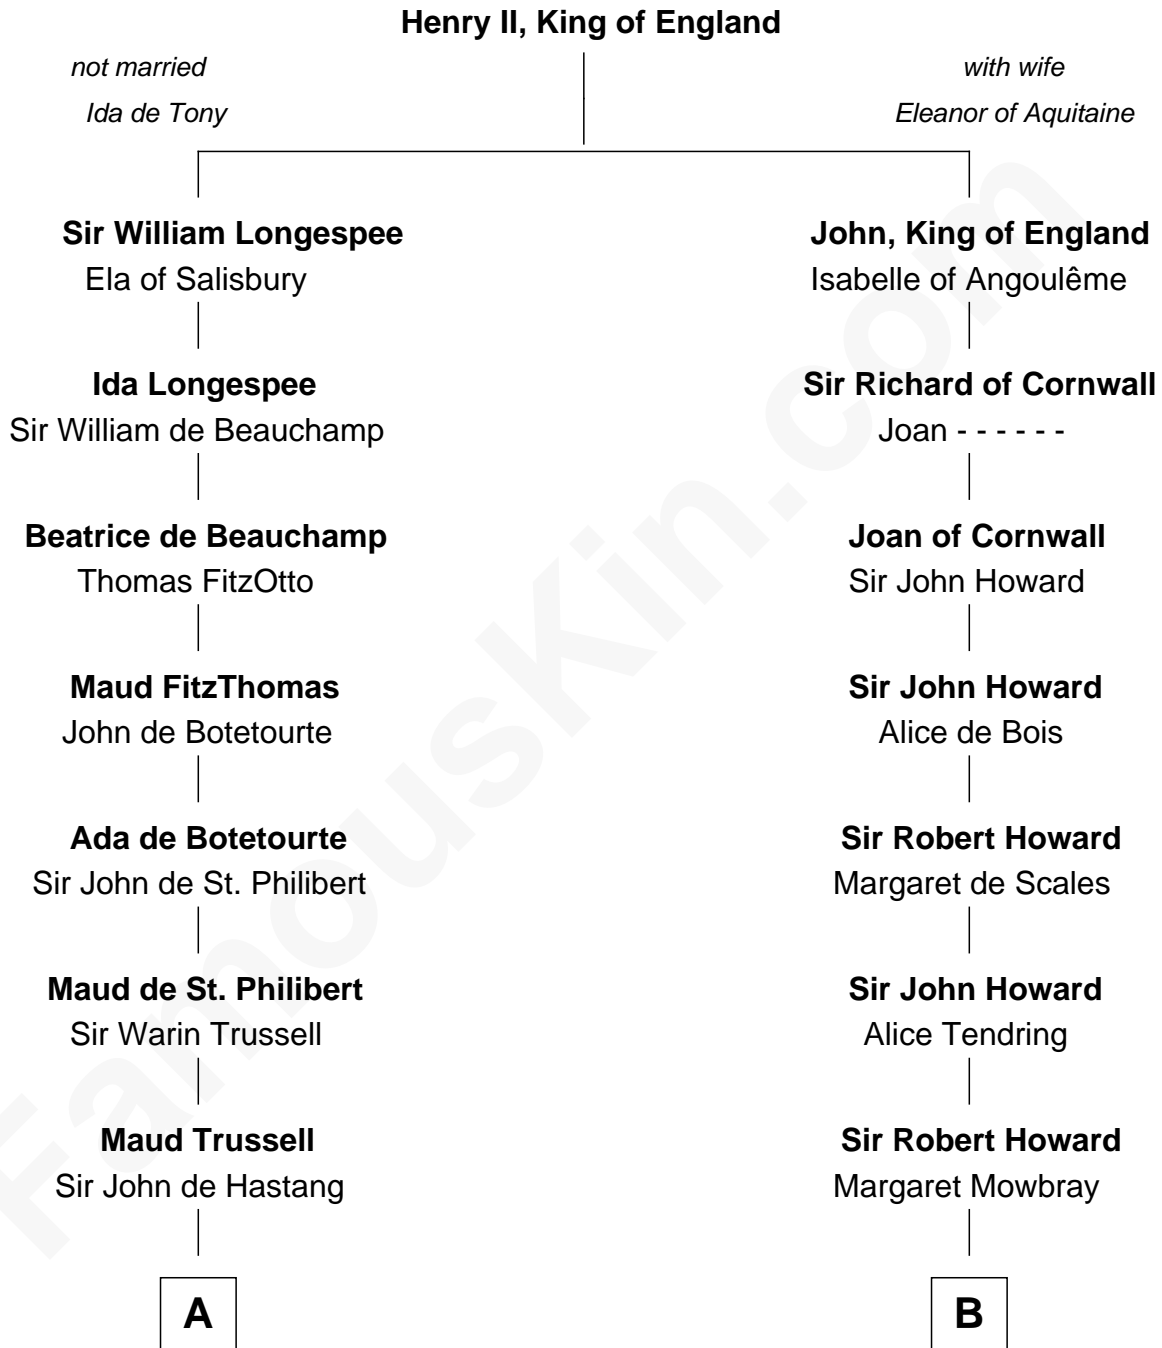 Henry II, King of England
not married
Ida de Tony
with wife
Eleanor of Aquitaine
Sir William Longespee
Ela of Salisbury
Ida Longespee
Sir William de Beauchamp
Beatrice de Beauchamp
Thomas FitzOtto
Maud FitzThomas
John de Botetourte
Ada de Botetourte
Sir John de St. Philibert
Maud de St. Philibert
Sir Warin Trussell
Maud Trussell
Sir John de Hastang
A
John, King of England
Isabelle of Angoulême
Sir Richard of Cornwall
Joan - - - - - -
Joan of Cornwall
Sir John Howard
Sir John Howard
Alice de Bois
Sir Robert Howard
Margaret de Scales
Sir John Howard
Alice Tendring
Sir Robert Howard
Margaret Mowbray
B
FamousKin.com